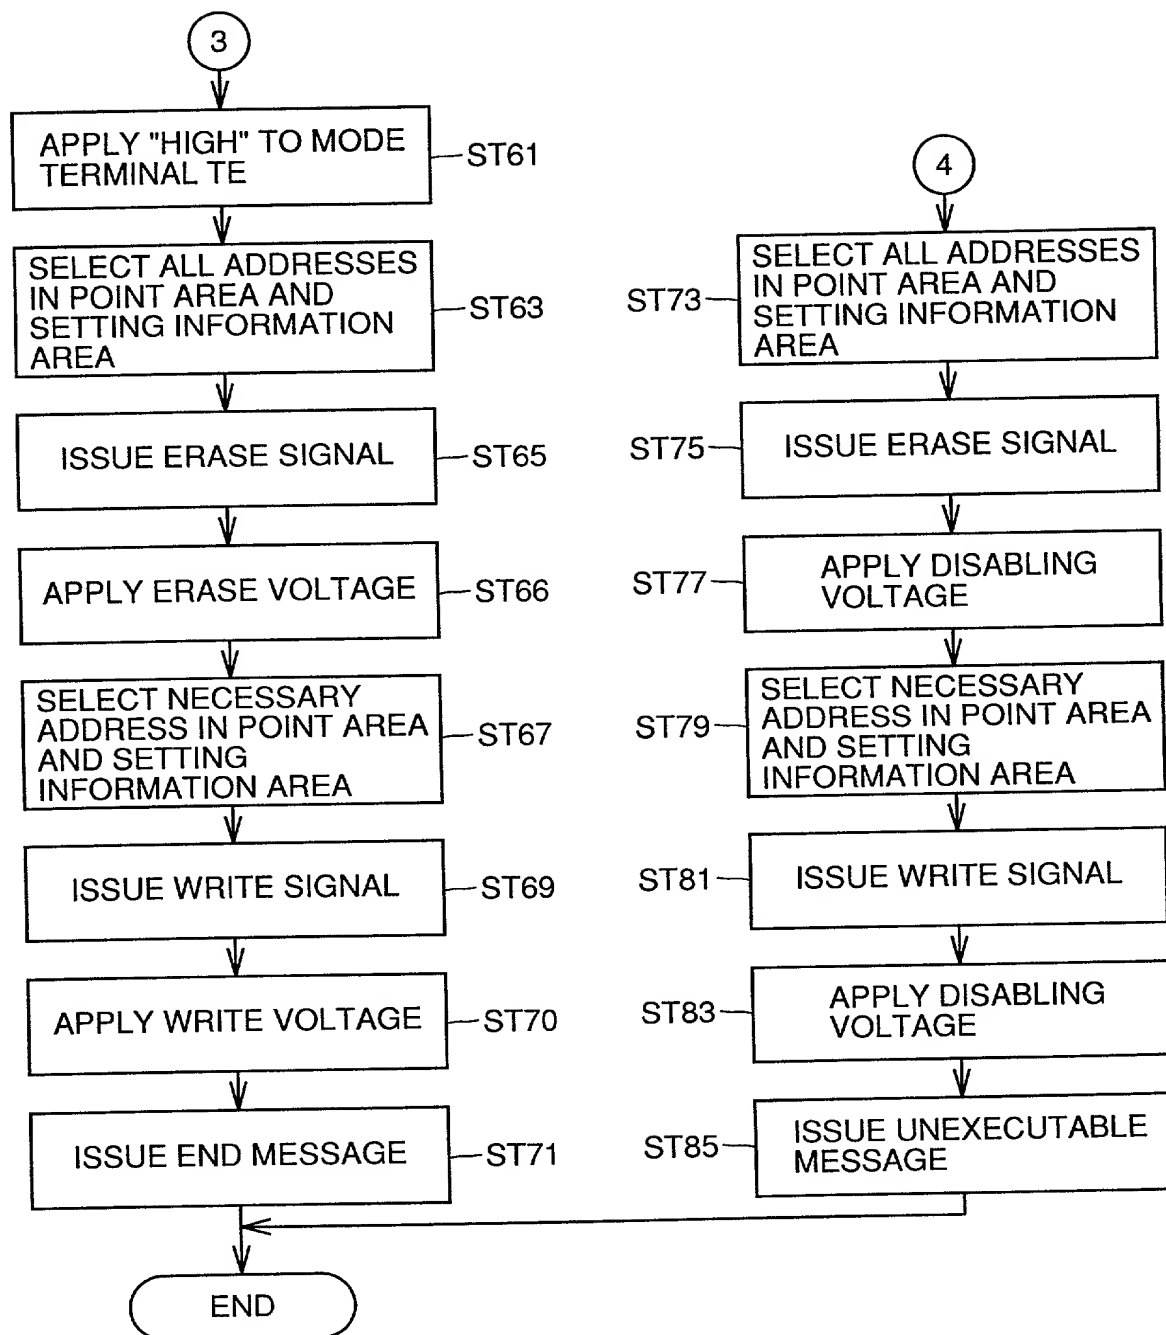 3
APPLY "HIGH" TO MODE
TERMINAL TE
ST61
SELECT ALL ADDRESSES
IN POINT AREA AND
SETTING INFORMATION
AREA
ST63
ISSUE ERASE SIGNAL
ST65
APPLY ERASE VOLTAGE
ST66
SELECT NECESSARY
ADDRESS IN POINT AREA
AND SETTING
INFORMATION AREA
ST67
ISSUE WRITE SIGNAL
ST69
APPLY WRITE VOLTAGE
ST70
ISSUE END MESSAGE
ST71
END
4
SELECT ALL ADDRESSES
IN POINT AREA AND
SETTING INFORMATION
AREA
ST73
ISSUE ERASE SIGNAL
ST75
APPLY DISABLING
VOLTAGE
ST77
SELECT NECESSARY
ADDRESS IN POINT AREA
AND SETTING
INFORMATION AREA
ST79
ISSUE WRITE SIGNAL
ST81
APPLY DISABLING
VOLTAGE
ST83
ISSUE UNEXECUTABLE
MESSAGE
ST85